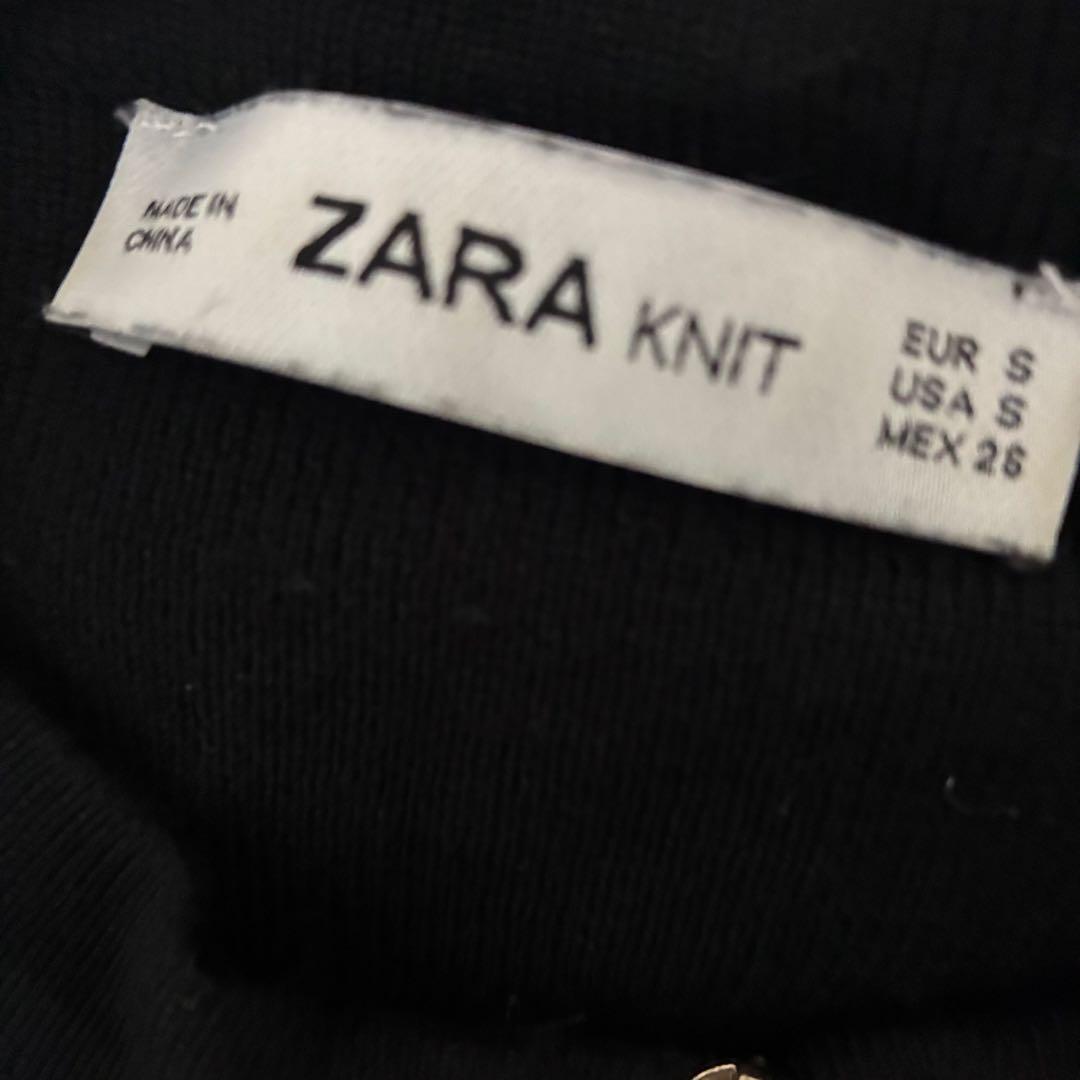 MADE IN
CHINA
ZARA KNIT
EUR S
USA S
MEX 26